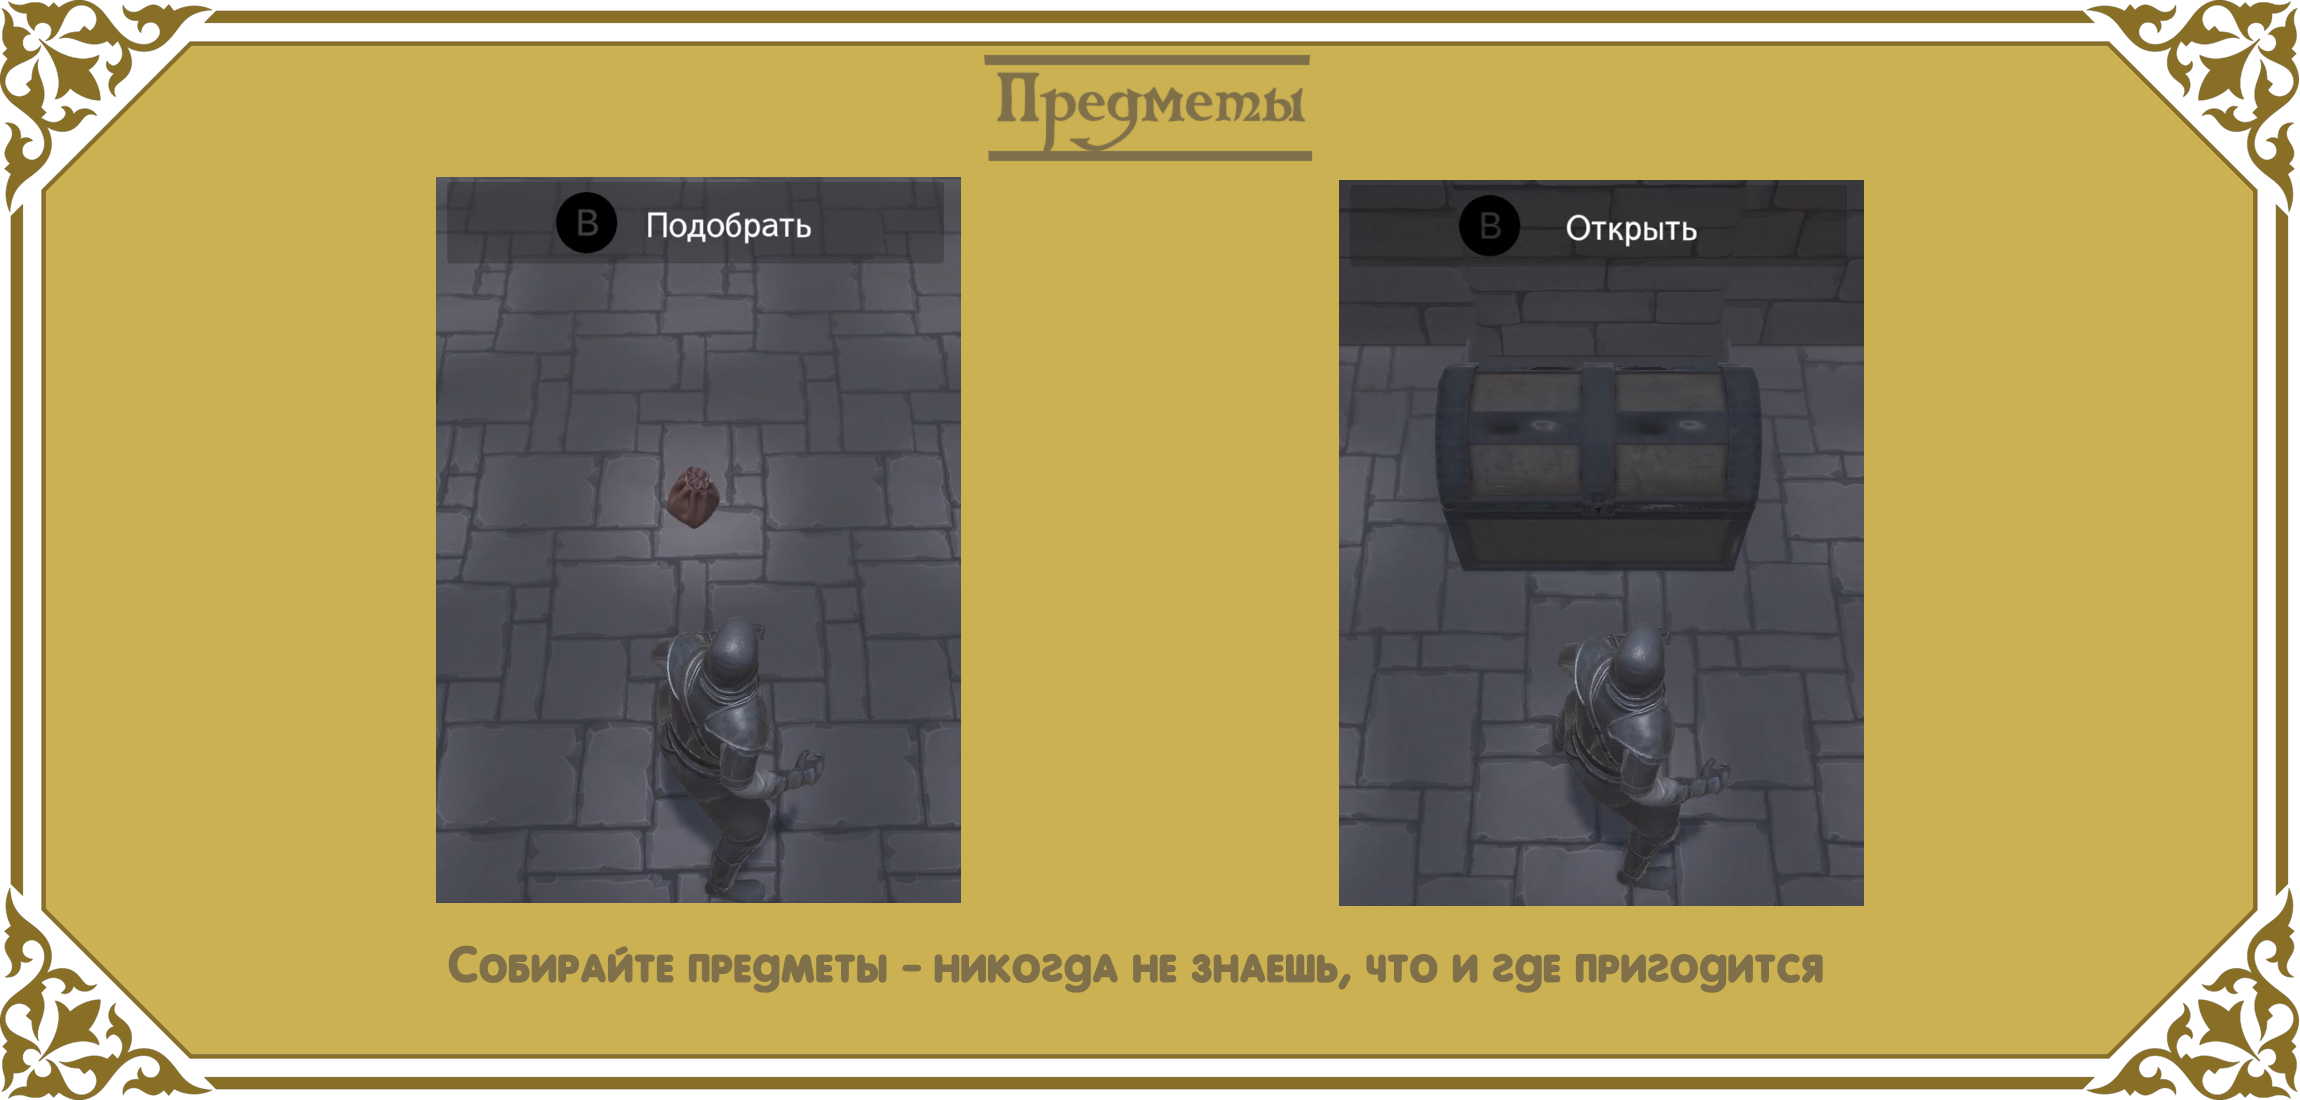 Предметы
B Подобрать
B Открыть
Собирайте предметы - никогда не знаешь, что и где пригодится